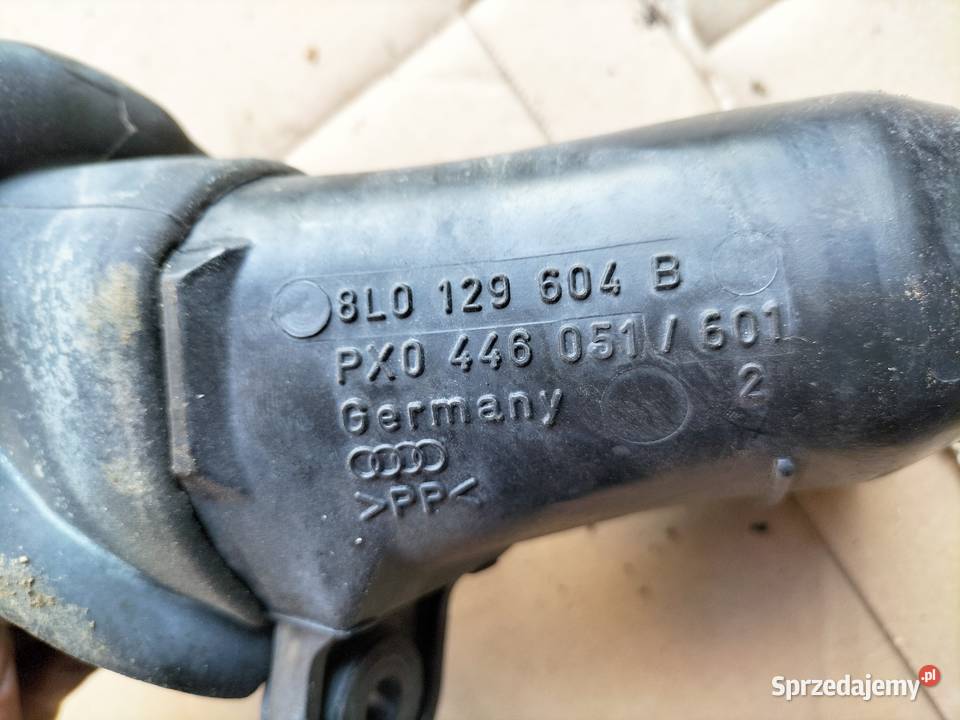 8L0 129 604 B
PX0 446 051 / 601
Germany 2
>PP<
Sprzedajemy.pl